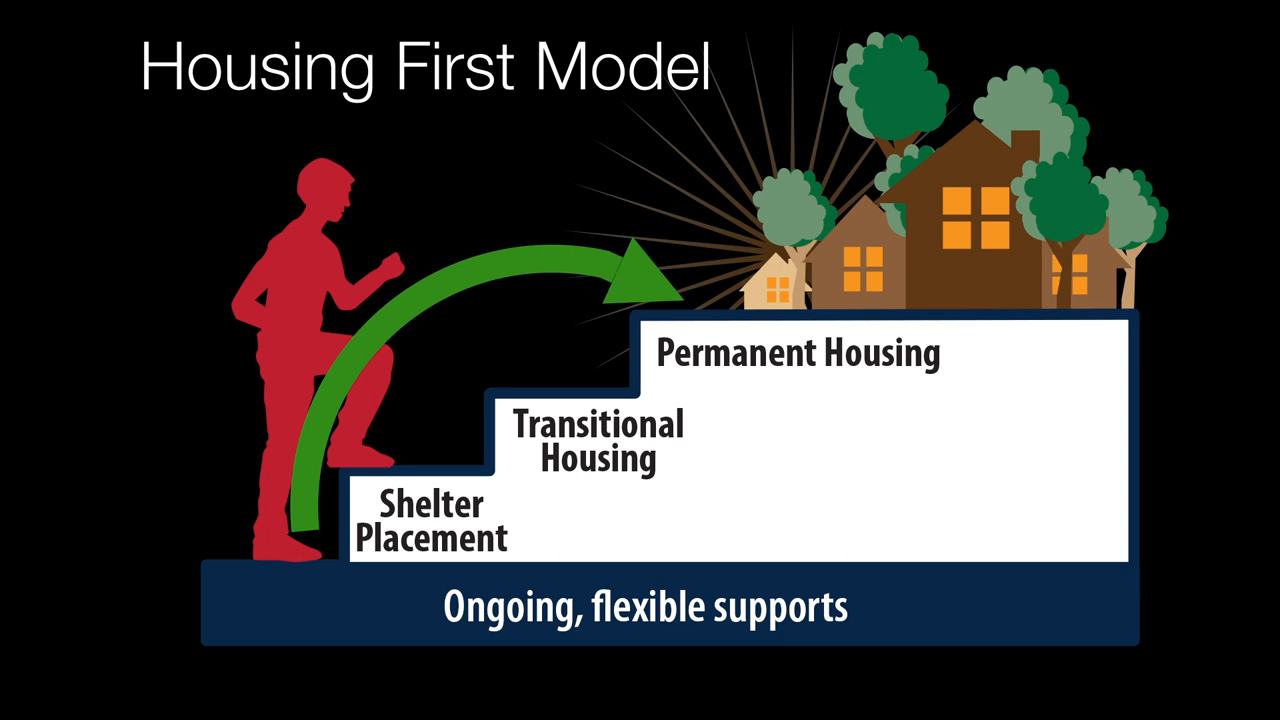 Housing First Model
Permanent Housing
Transitional
Housing
Shelter
Placement
Ongoing, flexible supports